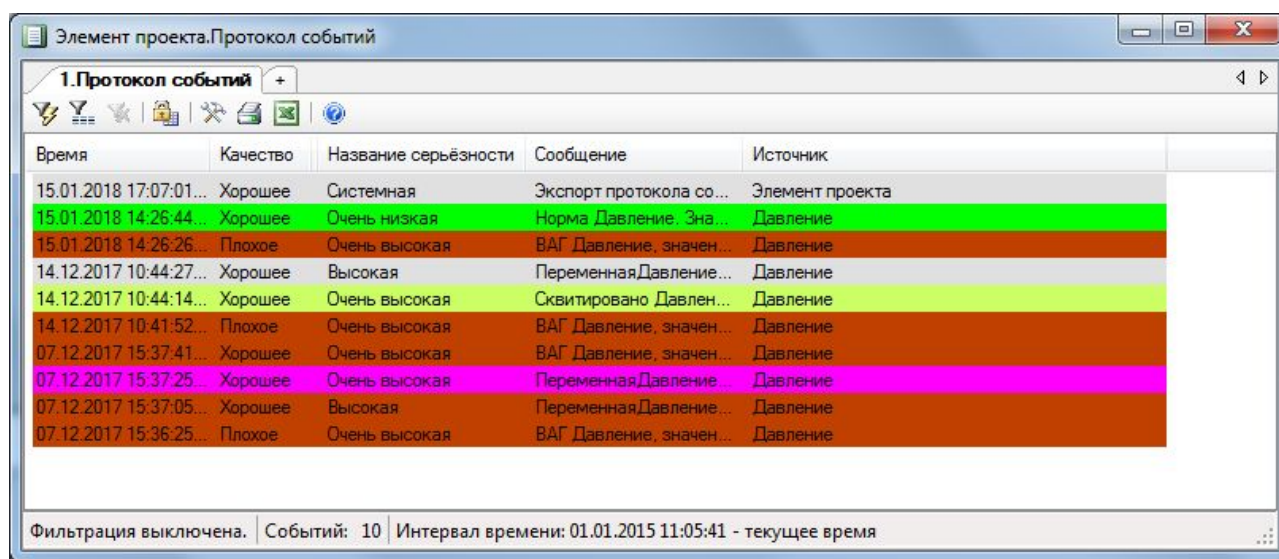 Элемент проекта.Протокол событий
1.Протокол событий +
Время Качество Название серьёзности Сообщение Источник
15.01.2018 17:07:01... Хорошее Системная Экспорт протокола со... Элемент проекта
15.01.2018 14:26:44... Хорошее Очень низкая Норма Давление. Зна... Давление
15.01.2018 14:26:26... Плохое Очень высокая ВАГ Давление, значен... Давление
14.12.2017 10:44:27... Хорошее Высокая ПеременнаяДавление... Давление
14.12.2017 10:44:14... Хорошее Очень высокая Сквитировано Давлен... Давление
14.12.2017 10:41:52... Плохое Очень высокая ВАГ Давление, значен... Давление
07.12.2017 15:37:41... Хорошее Очень высокая ВАГ Давление, значен... Давление
07.12.2017 15:37:25... Хорошее Очень высокая ПеременнаяДавление... Давление
07.12.2017 15:37:05... Хорошее Высокая ПеременнаяДавление... Давление
07.12.2017 15:36:25... Плохое Очень высокая ВАГ Давление, значен... Давление
Фильтрация выключена. Событий: 10 Интервал времени: 01.01.2015 11:05:41 - текущее время